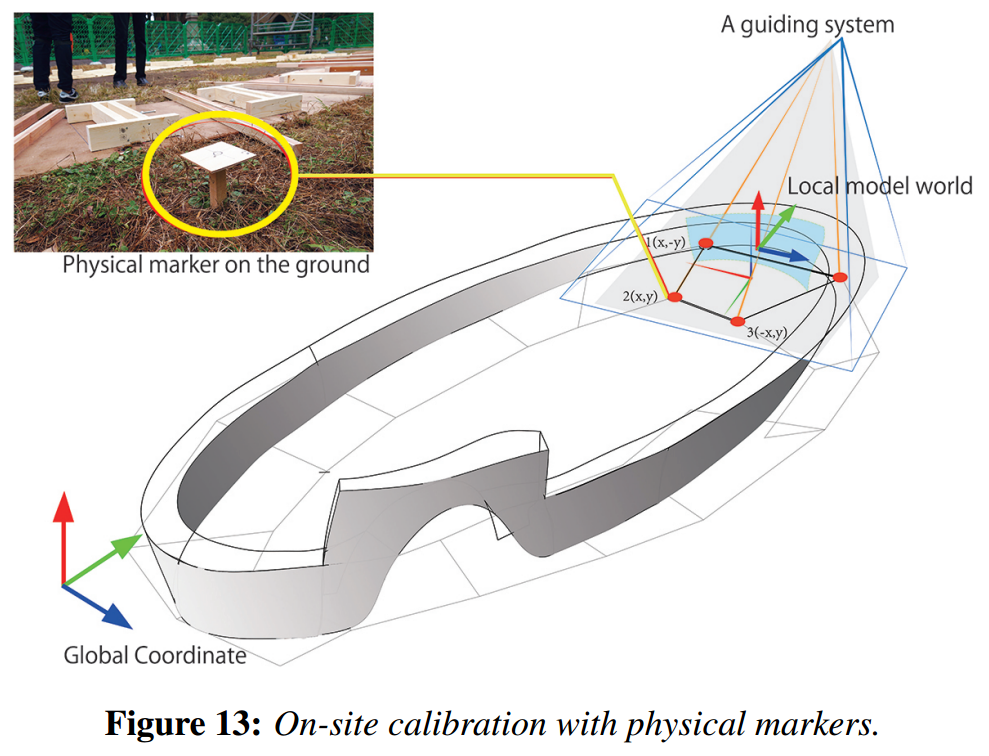 A guiding system
Local model world
1(x,-y)
Physical marker on the ground
2(x,y)
3(-x,y)
Global Coordinate
Figure 13: On-site calibration with physical markers.